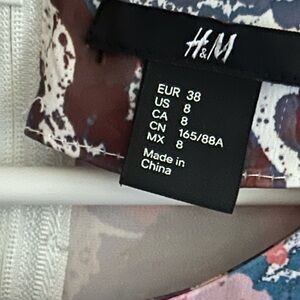 H&M
EUR 38
US 8
CA 8
CN 165/88A
MX 8
Made in
China